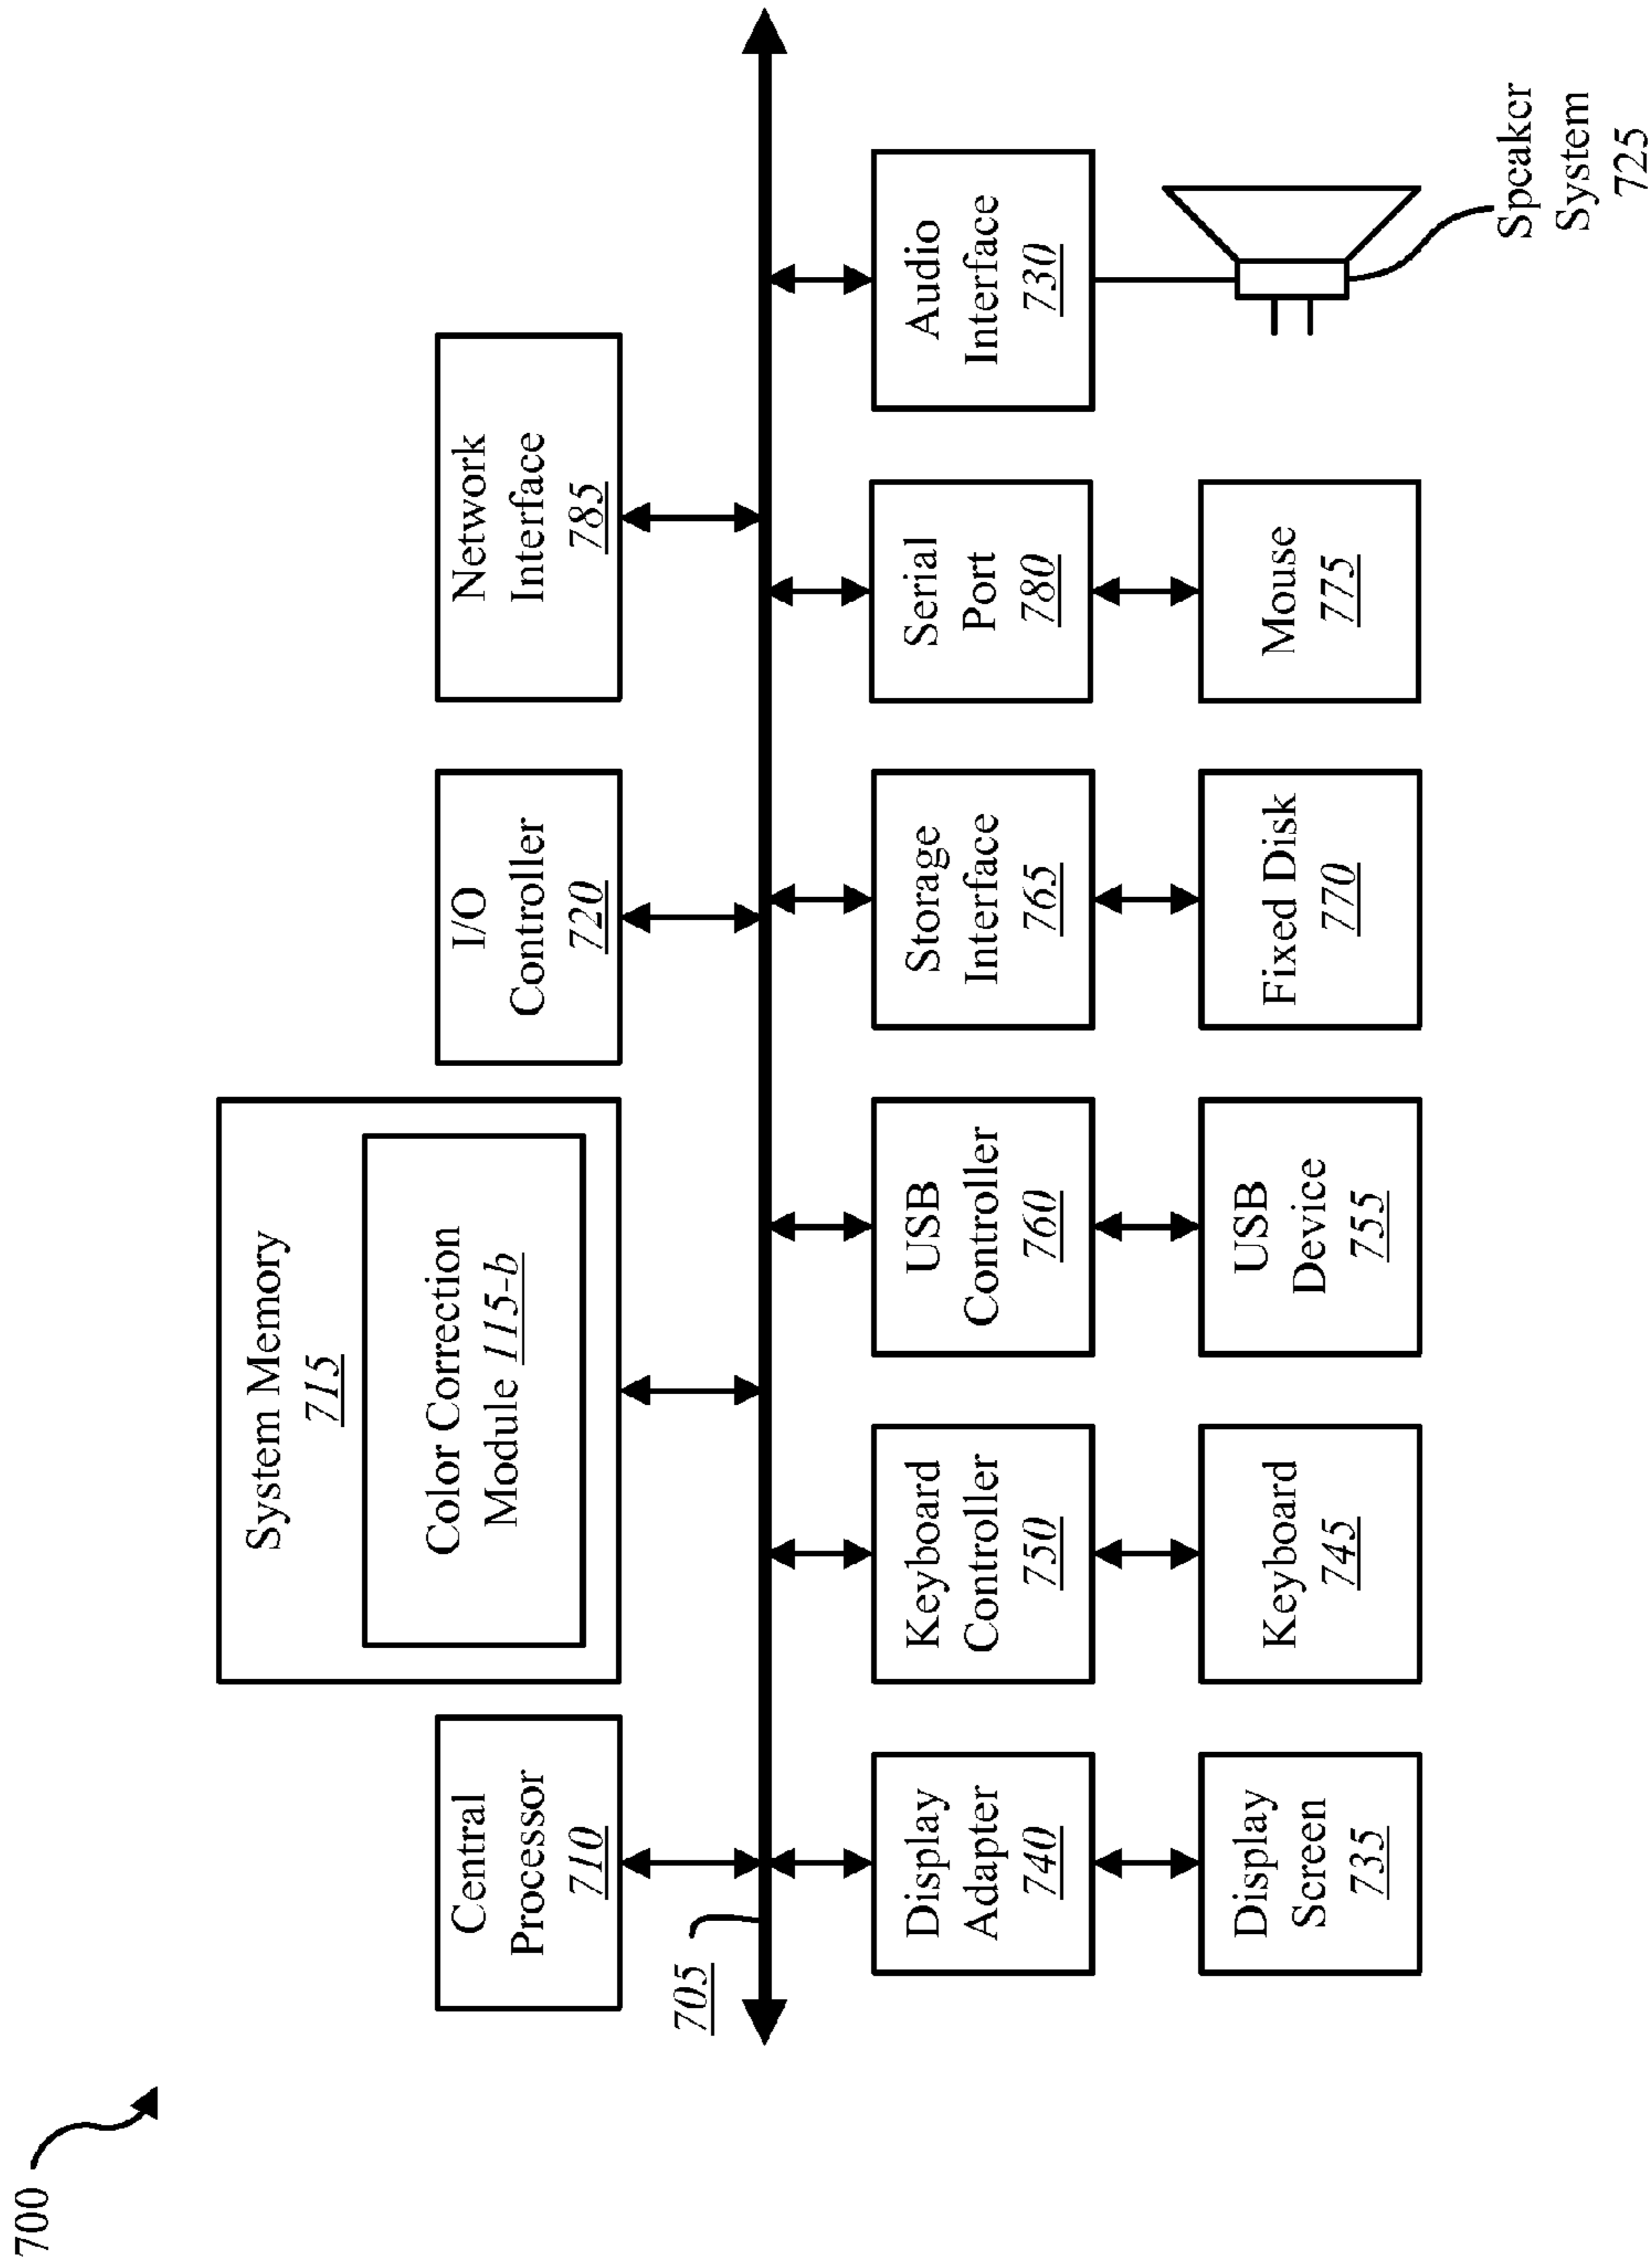 700
System Memory
715
Color Correction
Module 115-b
Central
Processor
710
I/O
Controller
720
Network
Interface
785
705
Display
Adapter
740
Keyboard
Controller
750
USB
Controller
760
Storage
Interface
765
Serial
Port
780
Audio
Interface
730
Display
Screen
735
Keyboard
745
USB
Device
755
Fixed Disk
770
Mouse
775
Speaker
System
725